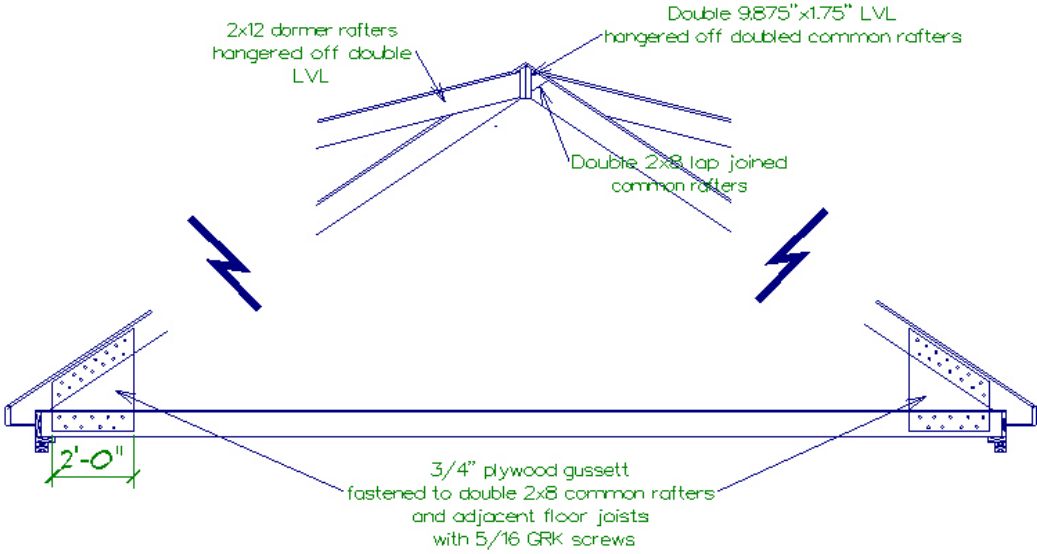 2x12 dormer rafters
hangered off double
LVL
Double 9.875"x1.75" LVL
hangered off doubled common rafters
Double 2x8 lap joined
common rafters
2'-0"
3/4" plywood gussett
fastened to double 2x8 common rafters
and adjacent floor joists
with 5/16 GRK screws